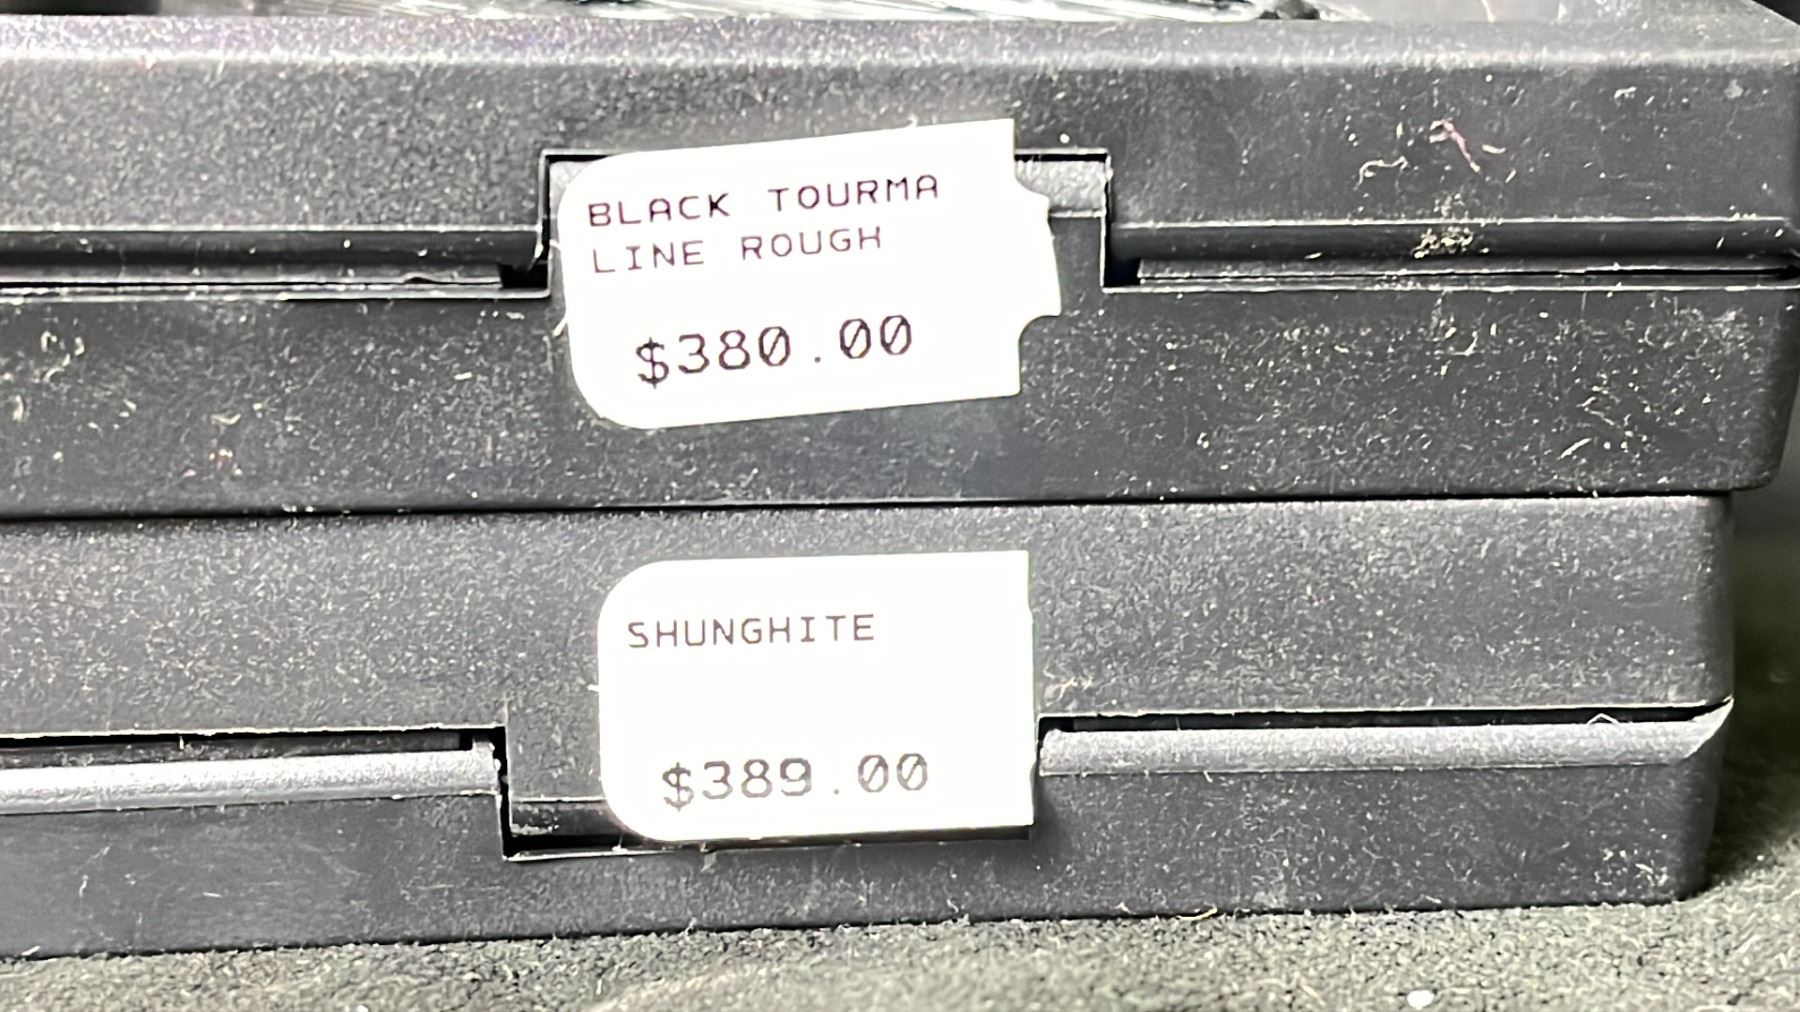 BLACK TOURMA
LINE ROUGH
$380.00
SHUNGHITE
$389.00